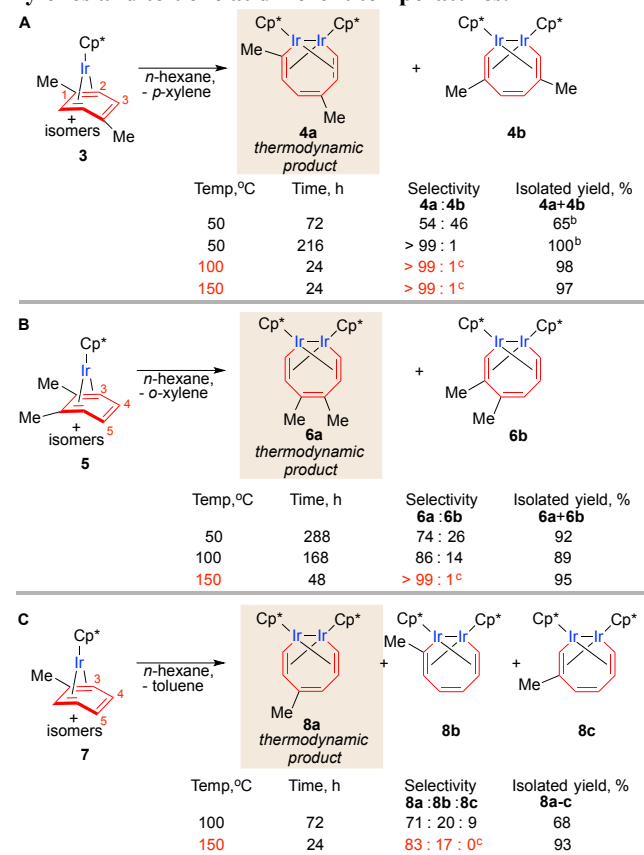 A
Cp*
Ir
Me
1
2
3
+
isomers
Me
3
n-hexane,
- p-xylene
Cp* Cp*
Me Ir Ir
Me
4a
thermodynamic
product
+
Cp* Cp*
Ir Ir
Me Me
4b
Temp,ºC Time, h Selectivity Isolated yield, %
4a:4b 4a+4b
50 72 54 : 46 65b
50 216 > 99 : 1 100b
100 24 > 99 : 1c 98
150 24 > 99 : 1c 97
B
Cp*
Ir
Me
Me
3
4
5
+
isomers
5
n-hexane,
- o-xylene
Cp* Cp*
Ir Ir
Me Me
6a
thermodynamic
product
+
Cp* Cp*
Ir Ir
Me
Me
6b
Temp,ºC Time, h Selectivity Isolated yield, %
6a:6b 6a+6b
50 288 74 : 26 92
100 168 86 : 14 89
150 48 > 99 : 1c 95
C
Cp*
Ir
Me
3
4
5
+
isomers
7
n-hexane,
- toluene
Cp* Cp*
Ir Ir
Me
8a
thermodynamic
product
+
Cp* Cp*
Me Ir Ir
8b
+
Cp* Cp*
Ir Ir
Me
8c
Temp,ºC Time, h Selectivity Isolated yield, %
8a:8b:8c 8a-c
100 72 71 : 20 : 9 68
150 24 83 : 17 : 0c 93